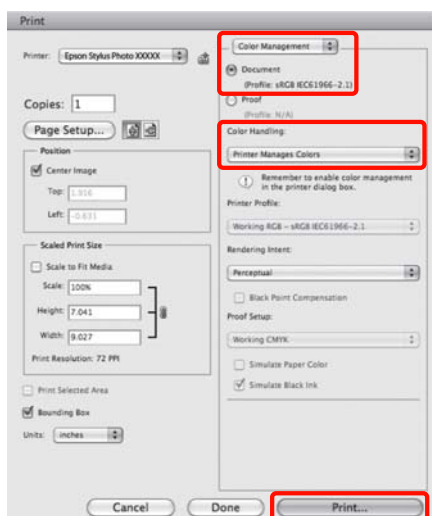 Print
Printer: Epson Stylus Photo XXXXX
Copies: 1
Page Setup...
Position
Center Image
Top: 1.916
Left: -0.633
Scaled Print Size
Scale to Fit Media
Scale: 100%
Height: 7.041
Width: 9.027
Print Resolution: 72 PPI
Print Selected Area
Bounding Box
Units: inches
Color Management
Document
(Profile: sRGB IEC61966-2.1)
Proof
(Profile: N/A)
Color Handling:
Printer Manages Colors
Remember to enable color management
in the printer dialog box.
Printer Profile:
Working RGB - sRGB IEC61966-2.1
Rendering Intent:
Perceptual
Black Point Compensation
Proof Setup:
Working CMYK
Simulate Paper Color
Simulate Black Ink
Cancel
Done
Print...